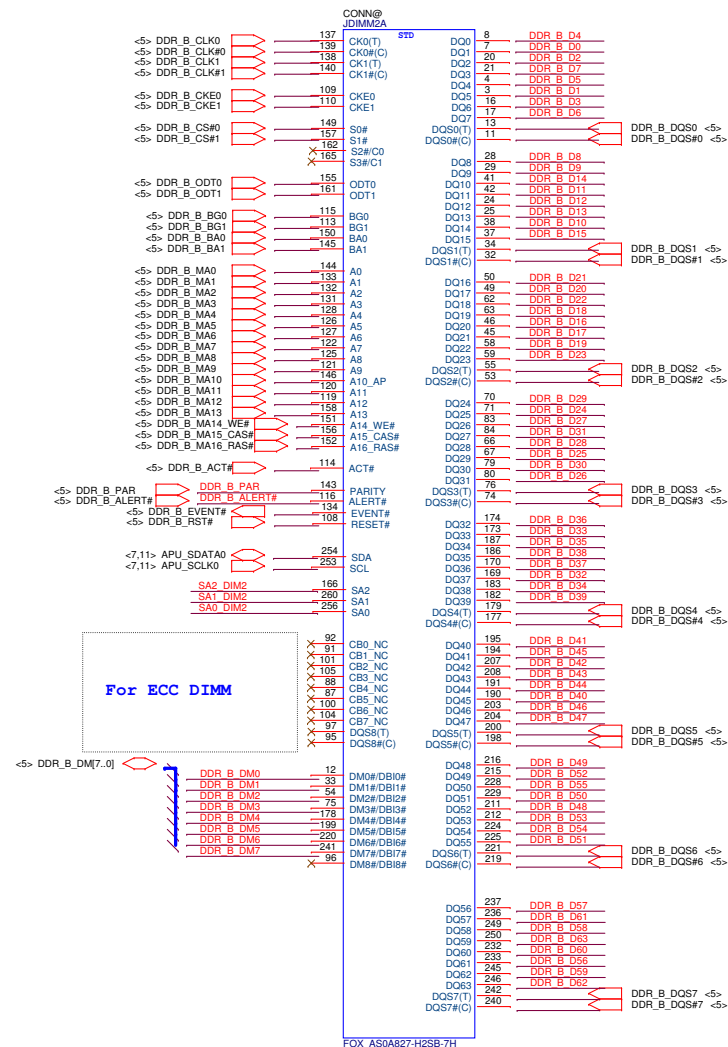 CONN@
JDIMM2A
STD
<5> DDR_B_CLK0 137 CK0(T)
<5> DDR_B_CLK#0 139 CK0#(C)
<5> DDR_B_CLK1 138 CK1(T)
<5> DDR_B_CLK#1 140 CK1#(C)
<5> DDR_B_CKE0 109 CKE0
<5> DDR_B_CKE1 110 CKE1
<5> DDR_B_CS#0 149 S0#
<5> DDR_B_CS#1 157 S1#
162 S2#/C0
165 S3#/C1
<5> DDR_B_ODT0 155 ODT0
<5> DDR_B_ODT1 161 ODT1
<5> DDR_B_BG0 115 BG0
<5> DDR_B_BG1 113 BG1
<5> DDR_B_BA0 150 BA0
<5> DDR_B_BA1 145 BA1
<5> DDR_B_MA0 144 A0
<5> DDR_B_MA1 133 A1
<5> DDR_B_MA2 132 A2
<5> DDR_B_MA3 131 A3
<5> DDR_B_MA4 128 A4
<5> DDR_B_MA5 126 A5
<5> DDR_B_MA6 127 A6
<5> DDR_B_MA7 122 A7
<5> DDR_B_MA8 125 A8
<5> DDR_B_MA9 121 A9
<5> DDR_B_MA10 146 A10_AP
<5> DDR_B_MA11 120 A11
<5> DDR_B_MA12 119 A12
<5> DDR_B_MA13 158 A13
<5> DDR_B_MA14_WE# 151 A14_WE#
<5> DDR_B_MA15_CAS# 156 A15_CAS#
<5> DDR_B_MA16_RAS# 152 A16_RAS#
<5> DDR_B_ACT# 114 ACT#
<5> DDR_B_PAR DDR_B_PAR 143 PARITY
<5> DDR_B_ALERT# DDR_B_ALERT# 116 ALERT#
<5> DDR_B_EVENT# 134 EVENT#
<5> DDR_B_RST# 108 RESET#
<7,11> APU_SDATA0 254 SDA
<7,11> APU_SCLK0 253 SCL
SA2_DIM2 166 SA2
SA1_DIM2 260 SA1
SA0_DIM2 256 SA0
92 CB0_NC
91 CB1_NC
101 CB2_NC
105 CB3_NC
88 CB4_NC
87 CB5_NC
100 CB6_NC
104 CB7_NC
97 DQS8(T)
95 DQS8#(C)
For ECC DIMM
<5> DDR_B_DM[7..0]
DDR_B_DM0 12 DM0#/DBI0#
DDR_B_DM1 33 DM1#/DBI1#
DDR_B_DM2 54 DM2#/DBI2#
DDR_B_DM3 75 DM3#/DBI3#
DDR_B_DM4 178 DM4#/DBI4#
DDR_B_DM5 199 DM5#/DBI5#
DDR_B_DM6 220 DM6#/DBI6#
DDR_B_DM7 241 DM7#/DBI7#
96 DM8#/DBI8#
DQ0 8 DDR_B_D4
DQ1 7 DDR_B_D0
DQ2 20 DDR_B_D2
DQ3 21 DDR_B_D7
DQ4 4 DDR_B_D5
DQ5 3 DDR_B_D1
DQ6 16 DDR_B_D3
DQ7 17 DDR_B_D6
DQS0(T) 13 DDR_B_DQS0 <5>
DQS0#(C) 11 DDR_B_DQS#0 <5>
DQ8 28 DDR_B_D8
DQ9 29 DDR_B_D9
DQ10 41 DDR_B_D14
DQ11 42 DDR_B_D11
DQ12 24 DDR_B_D12
DQ13 25 DDR_B_D13
DQ14 38 DDR_B_D10
DQ15 37 DDR_B_D15
DQS1(T) 34 DDR_B_DQS1 <5>
DQS1#(C) 32 DDR_B_DQS#1 <5>
DQ16 50 DDR_B_D21
DQ17 49 DDR_B_D20
DQ18 62 DDR_B_D22
DQ19 63 DDR_B_D18
DQ20 46 DDR_B_D16
DQ21 45 DDR_B_D17
DQ22 58 DDR_B_D19
DQ23 59 DDR_B_D23
DQS2(T) 55 DDR_B_DQS2 <5>
DQS2#(C) 53 DDR_B_DQS#2 <5>
DQ24 70 DDR_B_D29
DQ25 71 DDR_B_D24
DQ26 83 DDR_B_D27
DQ27 84 DDR_B_D31
DQ28 66 DDR_B_D28
DQ29 67 DDR_B_D25
DQ30 79 DDR_B_D30
DQ31 80 DDR_B_D26
DQS3(T) 76 DDR_B_DQS3 <5>
DQS3#(C) 74 DDR_B_DQS#3 <5>
DQ32 174 DDR_B_D36
DQ33 173 DDR_B_D33
DQ34 187 DDR_B_D35
DQ35 186 DDR_B_D38
DQ36 170 DDR_B_D37
DQ37 169 DDR_B_D32
DQ38 183 DDR_B_D34
DQ39 182 DDR_B_D39
DQS4(T) 179 DDR_B_DQS4 <5>
DQS4#(C) 177 DDR_B_DQS#4 <5>
DQ40 195 DDR_B_D41
DQ41 194 DDR_B_D45
DQ42 207 DDR_B_D42
DQ43 208 DDR_B_D43
DQ44 191 DDR_B_D44
DQ45 190 DDR_B_D40
DQ46 203 DDR_B_D46
DQ47 204 DDR_B_D47
DQS5(T) 200 DDR_B_DQS5 <5>
DQS5#(C) 198 DDR_B_DQS#5 <5>
DQ48 216 DDR_B_D49
DQ49 215 DDR_B_D52
DQ50 228 DDR_B_D55
DQ51 229 DDR_B_D50
DQ52 211 DDR_B_D48
DQ53 212 DDR_B_D53
DQ54 224 DDR_B_D54
DQ55 225 DDR_B_D51
DQS6(T) 221 DDR_B_DQS6 <5>
DQS6#(C) 219 DDR_B_DQS#6 <5>
DQ56 237 DDR_B_D57
DQ57 236 DDR_B_D61
DQ58 249 DDR_B_D58
DQ59 250 DDR_B_D63
DQ60 232 DDR_B_D60
DQ61 233 DDR_B_D56
DQ62 245 DDR_B_D59
DQ63 246 DDR_B_D62
DQS7(T) 242 DDR_B_DQS7 <5>
DQS7#(C) 240 DDR_B_DQS#7 <5>
FOX_AS0A827-H2SB-7H